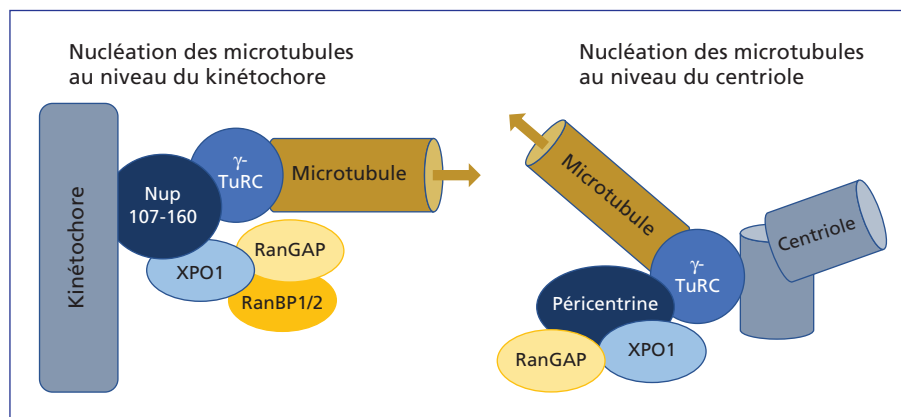 Nucléation des microtubules
au niveau du kinétochore
Kinétochore
Nup
107-160
γ-
TuRC
Microtubule
XPO1
RanGAP
RanBP1/2
Nucléation des microtubules
au niveau du centriole
Microtubule
Centriole
γ-
TuRC
Péricentrine
XPO1
RanGAP